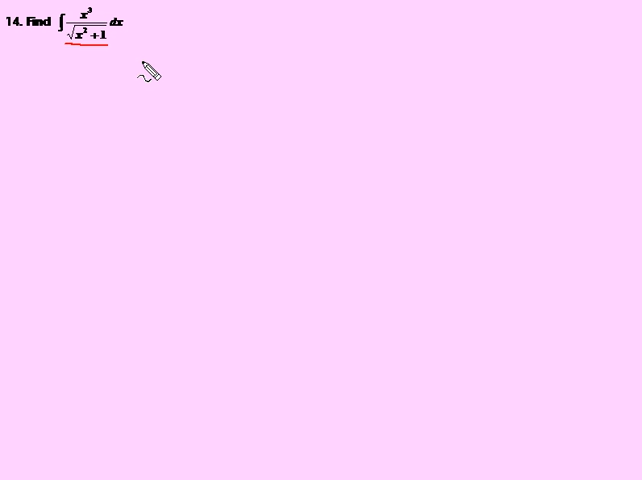 14. Find ∫ x³/√(x² + 1) dx